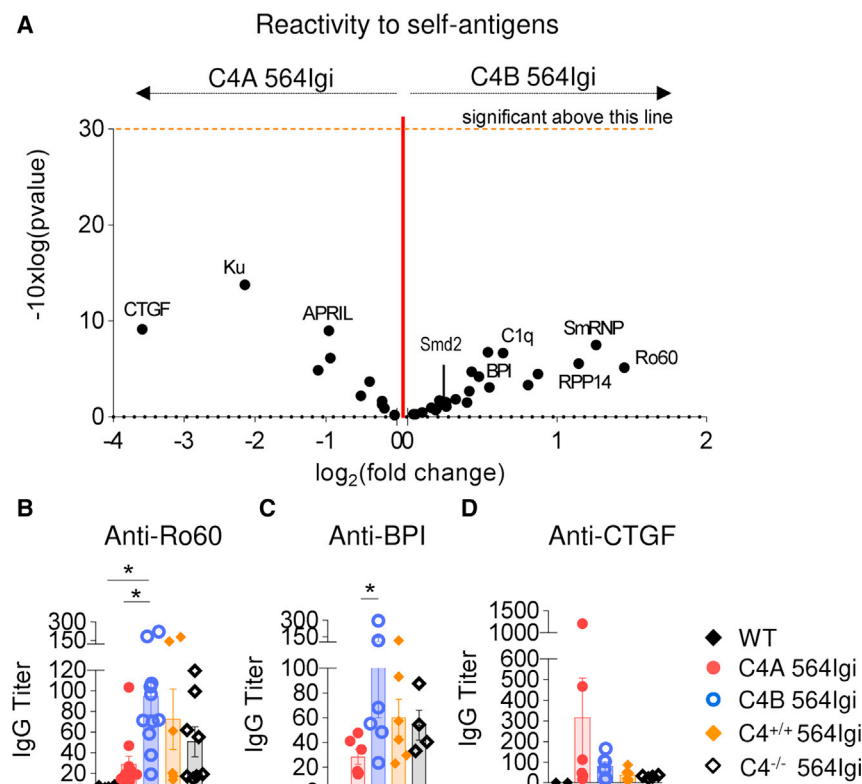 A
Reactivity to self-antigens
C4A 564Igi
C4B 564Igi
significant above this line
-10xlog(pvalue)
30
20
10
0
CTGF
Ku
APRIL
Smd2
C1q
BPI
SmRNP
RPP14
Ro60
-4 -3 -2 -1 0 0 1 2
log2(fold change)
B
Anti-Ro60
IgG Titer
300
150
120
100
80
60
40
20
*
*
C
Anti-BPI
IgG Titer
300
150
100
80
60
40
20
*
D
Anti-CTGF
IgG Titer
1500
1000
600
500
400
300
200
100
0
WT
C4A 564Igi
C4B 564Igi
C4+/+ 564Igi
C4-/- 564Igi